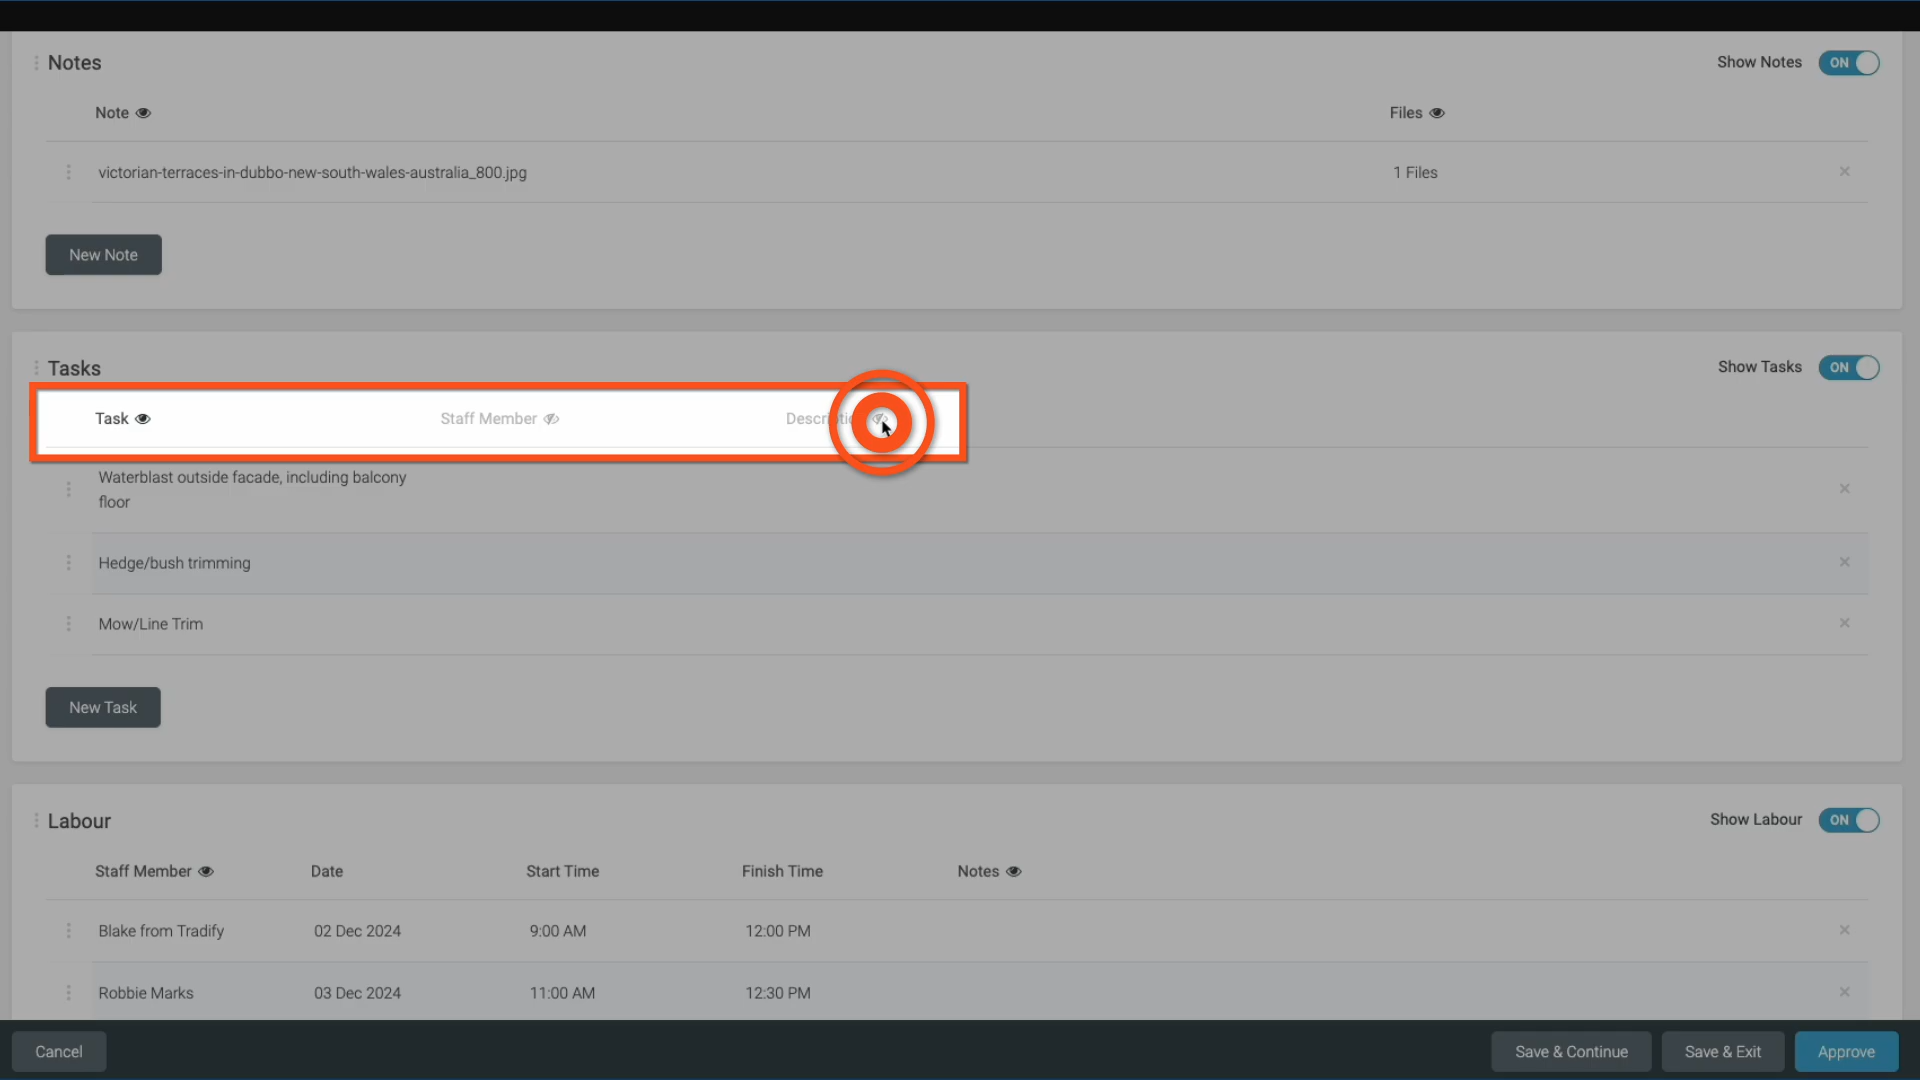 Notes
Show Notes ON
Note Files
victorian-terraces-in-dubbo-new-south-wales-australia_800.jpg 1 Files
New Note
Tasks
Show Tasks ON
Task Staff Member
Waterblast outside facade, including balcony
floor
Hedge/bush trimming
Mow/Line Trim
New Task
Labour
Show Labour ON
Staff Member Date Start Time Finish Time Notes
Blake from Tradify 02 Dec 2024 9:00 AM 12:00 PM
Robbie Marks 03 Dec 2024 11:00 AM 12:30 PM
Cancel Save & Continue Save & Exit Approve